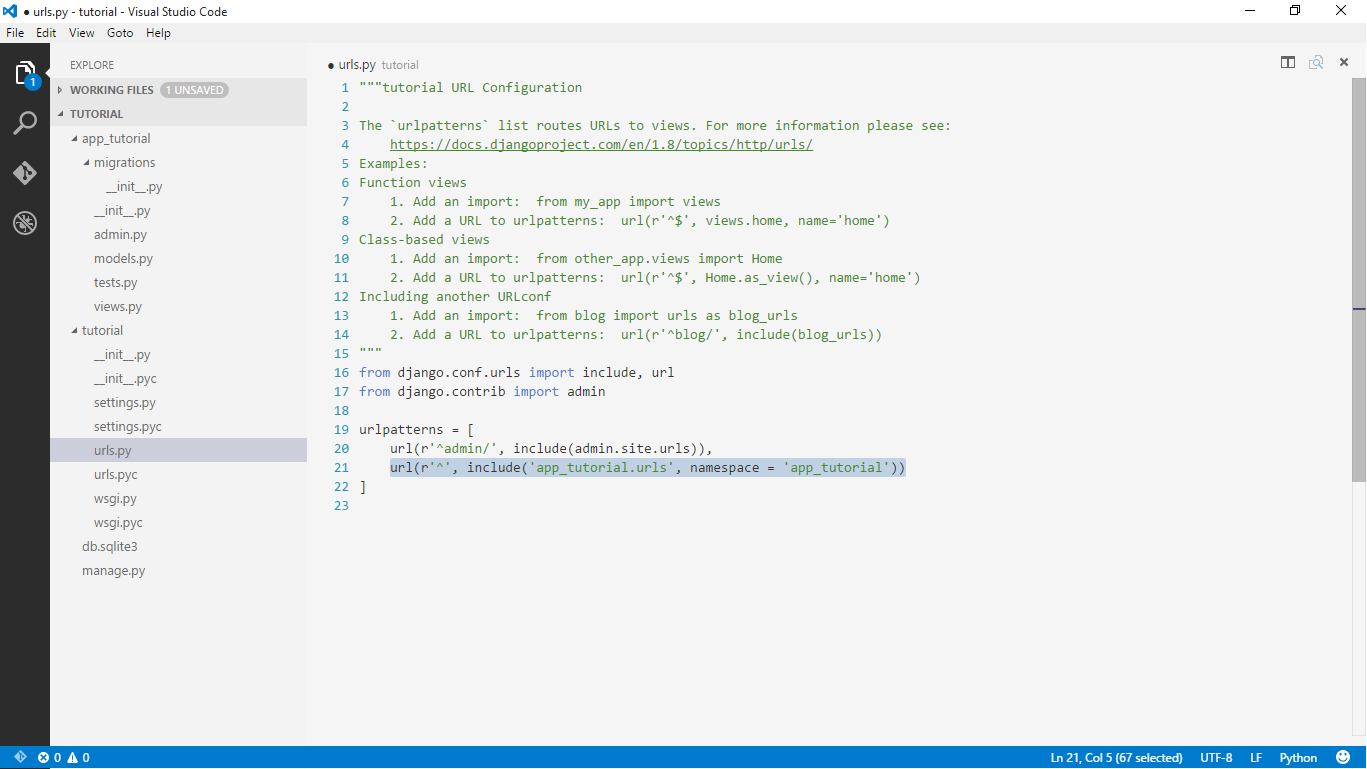 ● urls.py - tutorial - Visual Studio Code
File Edit View Goto Help
1
EXPLORE
WORKING FILES 1 UNSAVED
TUTORIAL
app_tutorial
migrations
__init__.py
__init__.py
admin.py
models.py
tests.py
views.py
tutorial
__init__.py
__init__.pyc
settings.py
settings.pyc
urls.py
urls.pyc
wsgi.py
wsgi.pyc
db.sqlite3
manage.py
● urls.py tutorial
1 """tutorial URL Configuration
2
3 The `urlpatterns` list routes URLs to views. For more information please see:
4     https://docs.djangoproject.com/en/1.8/topics/http/urls/
5 Examples:
6 Function views
7     1. Add an import:  from my_app import views
8     2. Add a URL to urlpatterns:  url(r'^$', views.home, name='home')
9 Class-based views
10     1. Add an import:  from other_app.views import Home
11     2. Add a URL to urlpatterns:  url(r'^$', Home.as_view(), name='home')
12 Including another URLconf
13     1. Add an import:  from blog import urls as blog_urls
14     2. Add a URL to urlpatterns:  url(r'^blog/', include(blog_urls))
15 """
16 from django.conf.urls import include, url
17 from django.contrib import admin
18
19 urlpatterns = [
20     url(r'^admin/', include(admin.site.urls)),
21     url(r'^', include('app_tutorial.urls', namespace = 'app_tutorial'))
22 ]
23
0 0 Ln 21, Col 5 (67 selected) UTF-8 LF Python